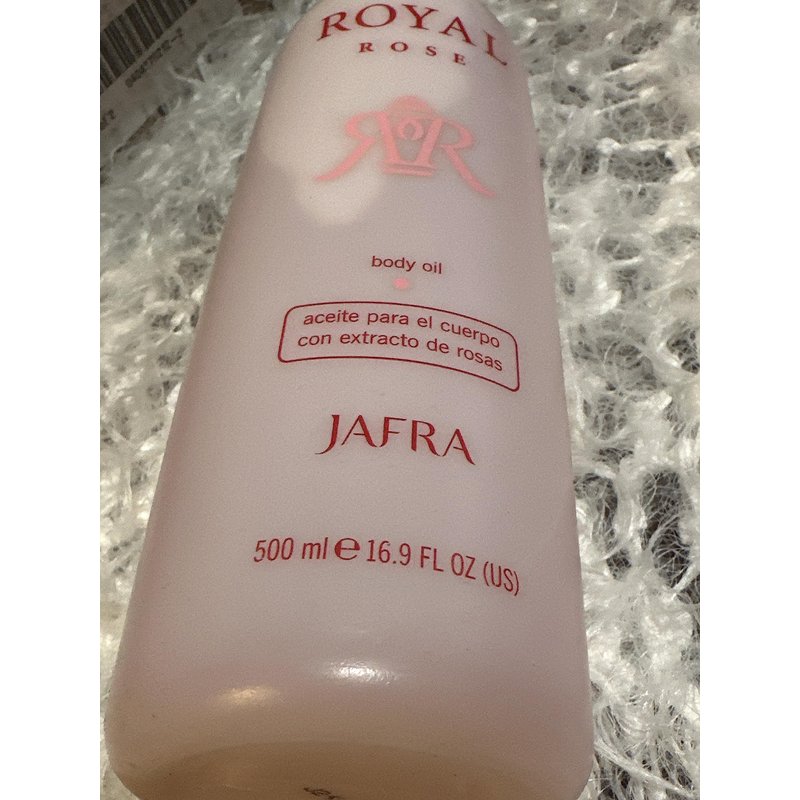 ROYAL
ROSE
RR
body oil
aceite para el cuerpo
con extracto de rosas
JAFRA
500 ml ℮ 16.9 FL OZ (US)